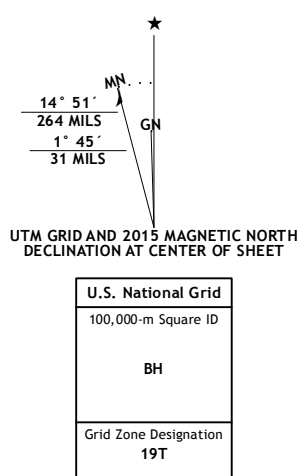 ★
MN
GN
14° 51´
264 MILS
1° 45´
31 MILS
UTM GRID AND 2015 MAGNETIC NORTH
DECLINATION AT CENTER OF SHEET
U.S. National Grid
100,000-m Square ID
BH
Grid Zone Designation
19T